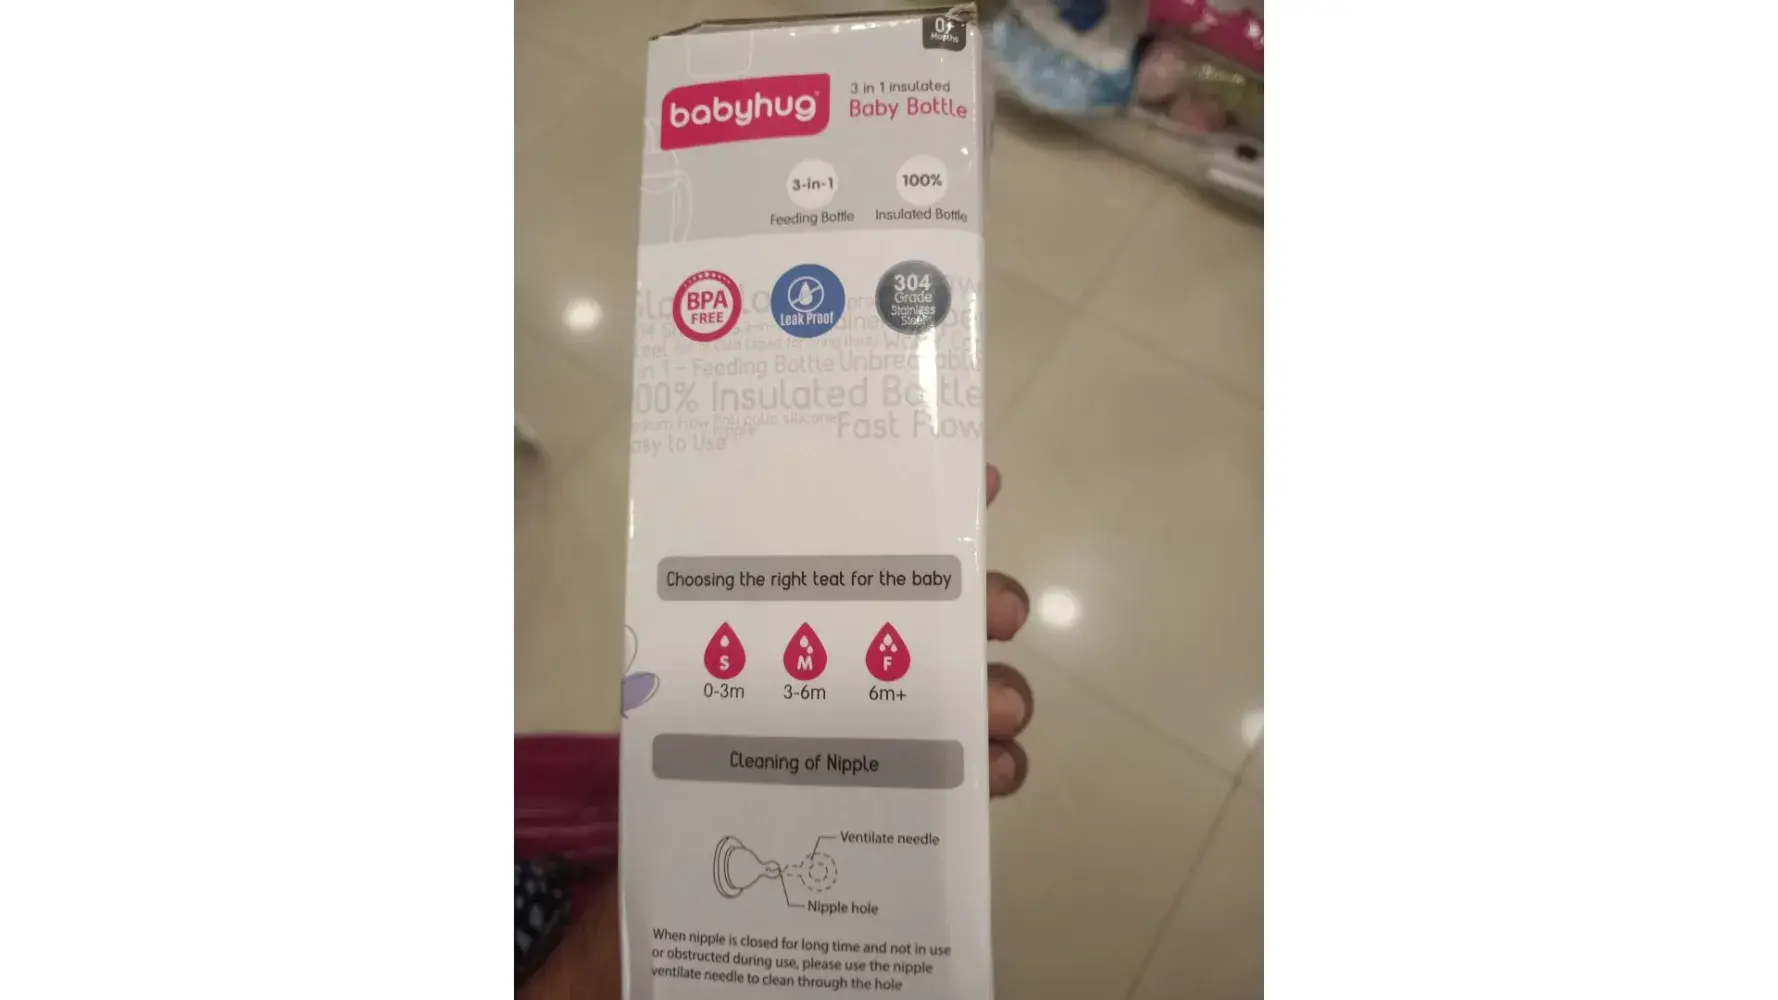 0+
Months
babyhug
3 in 1 insulated
Baby Bottle
3-in-1
Feeding Bottle
100%
Insulated Bottle
BPA
FREE
Leak Proof
304
Grade
Stainless
Steel
in 1 - Feeding Bottle Unbreakable
00% Insulated Bottle
Fast Flow
asy to Use
Choosing the right teat for the baby
S
0-3m
M
3-6m
F
6m+
Cleaning of Nipple
Ventilate needle
Nipple hole
When nipple is closed for long time and not in use
or obstructed during use, please use the nipple
ventilate needle to clean through the hole